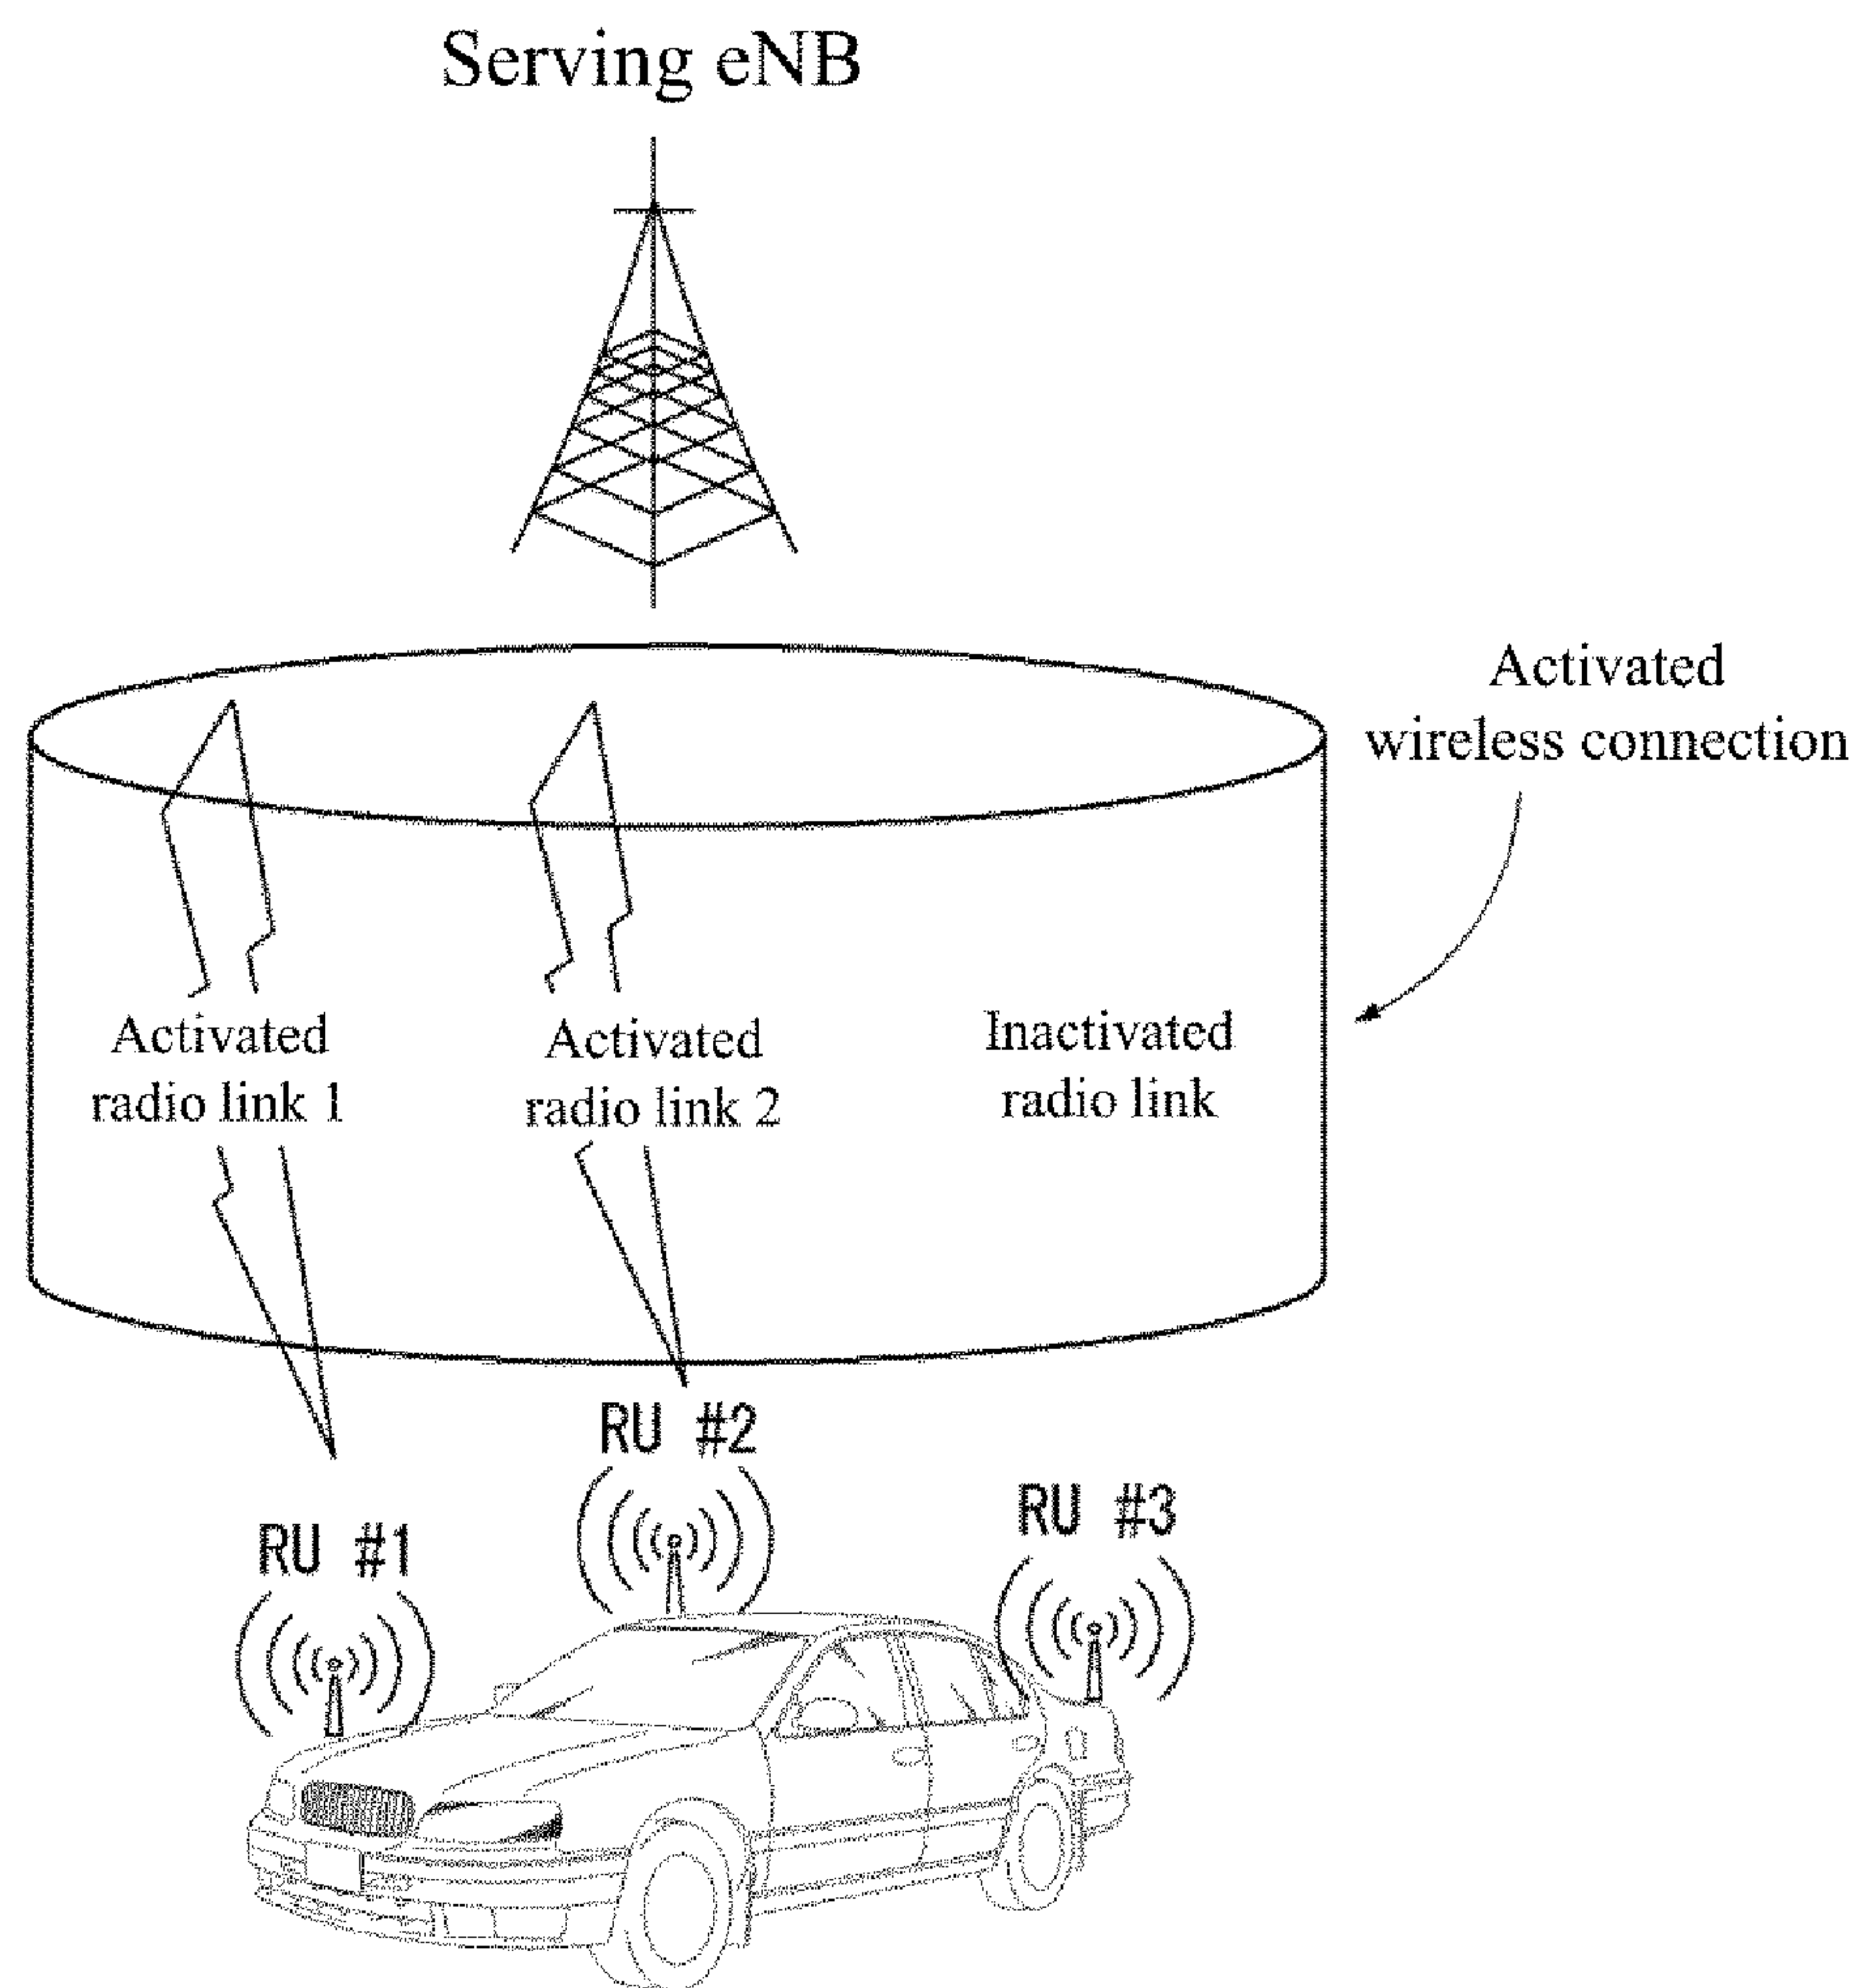 Serving eNB
Activated
wireless connection
Activated
radio link 1
Activated
radio link 2
Inactivated
radio link
RU #1
RU #2
RU #3